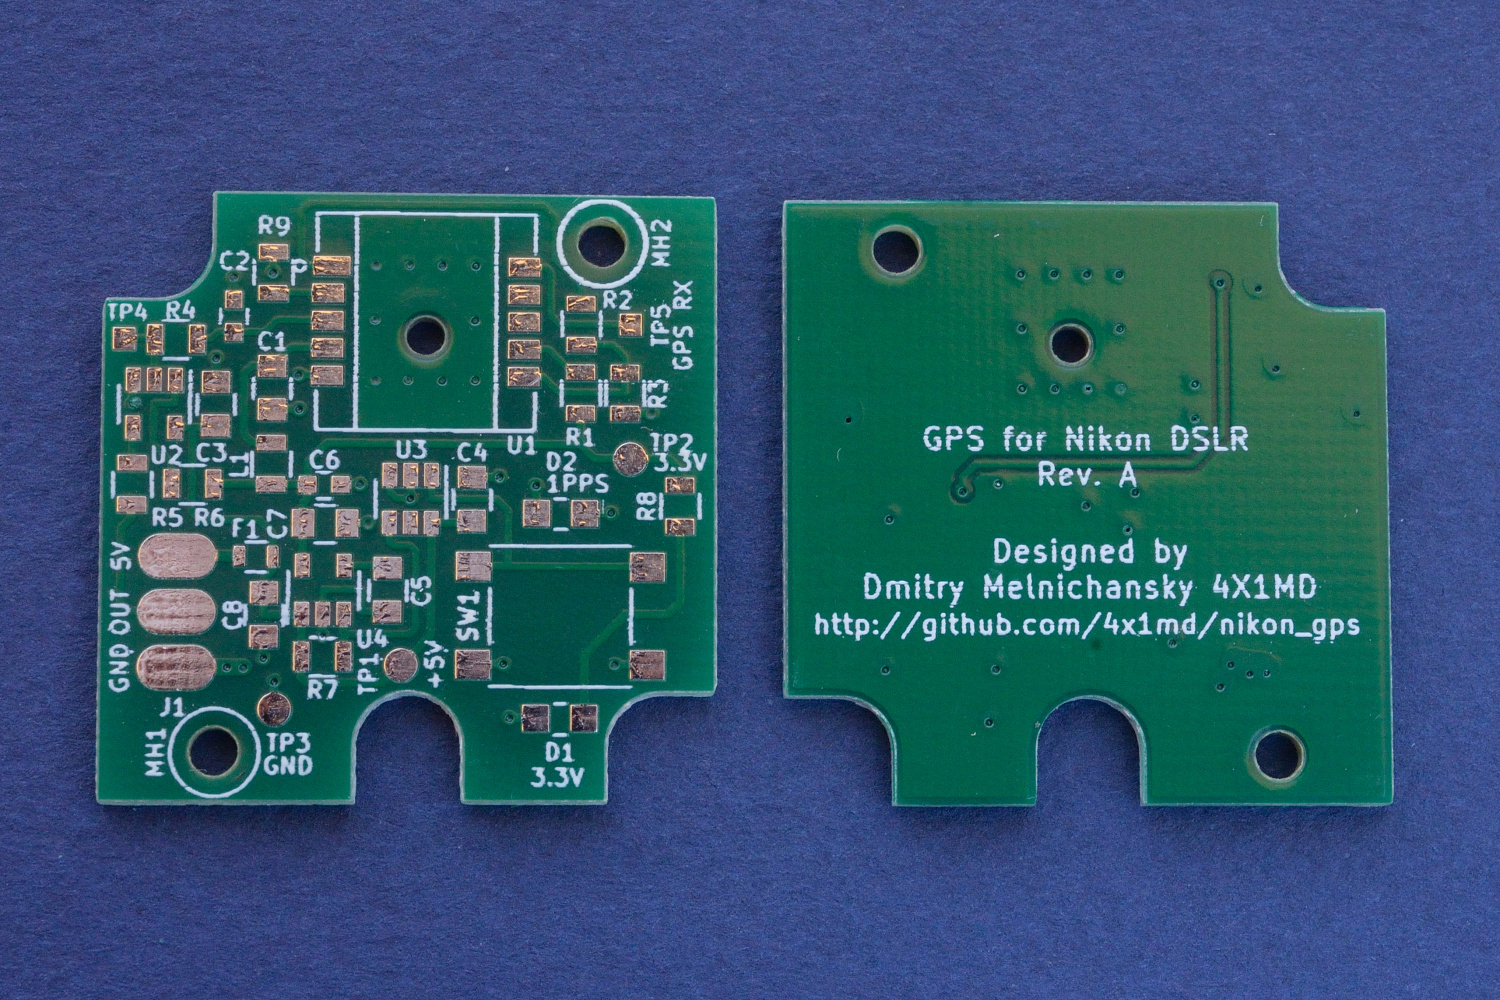 R9
MH2
C2
TP4 R4
R2
TP5
GPS RX
C1
R3
R1
U1
TP2
3.3V
U2 C3
L1
C6
U3
C4
D2
1PPS
R8
R5 R6
F1
C7
5V
OUT
GND
C8
C5
SW1
U4
TP1
+5V
R7
J1
MH1
TP3
GND
D1
3.3V
GPS for Nikon DSLR
Rev. A
Designed by
Dmitry Melnichansky 4X1MD
http://github.com/4x1md/nikon_gps